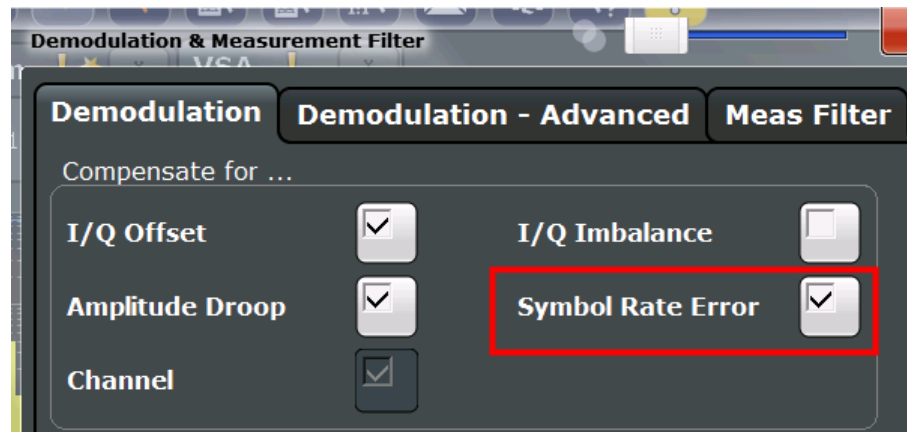 Demodulation & Measurement Filter
VSA
Demodulation
Demodulation - Advanced
Meas Filter
Compensate for ...
I/Q Offset
I/Q Imbalance
Amplitude Droop
Symbol Rate Error
Channel